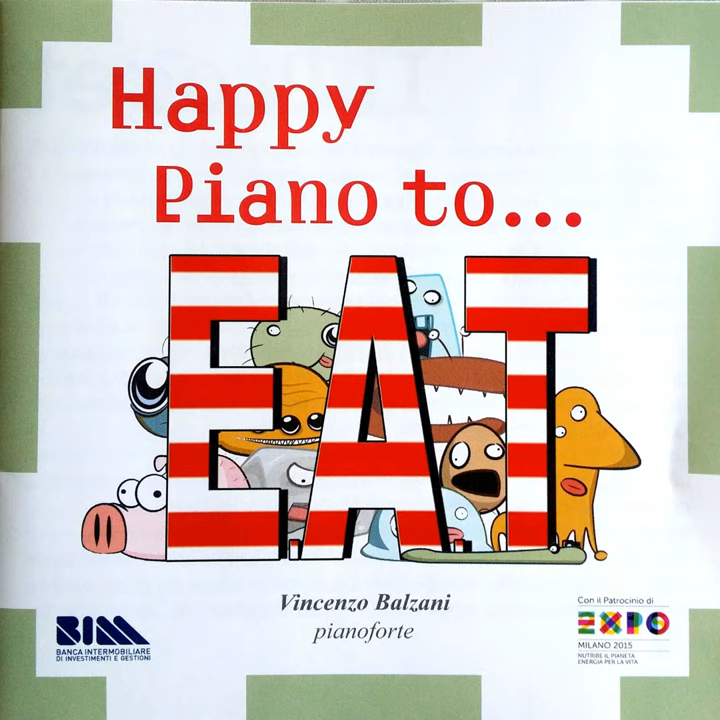 Happy
Piano to...
E.A.T.
Vincenzo Balzani
pianoforte
BIM
BANCA INTERMOBILIARE
DI INVESTIMENTI E GESTIONI
Con il Patrocinio di
EXPO
MILANO 2015
NUTRIRE IL PIANETA
ENERGIA PER LA VITA